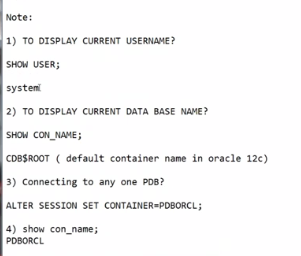 Note:
1) TO DISPLAY CURRENT USERNAME?
SHOW USER;
system
2) TO DISPLAY CURRENT DATA BASE NAME?
SHOW CON_NAME;
CDB$ROOT ( default container name in oracle 12c)
3) Connecting to any one PDB?
ALTER SESSION SET CONTAINER=PDBORCL;
4) show con_name;
PDBORCL